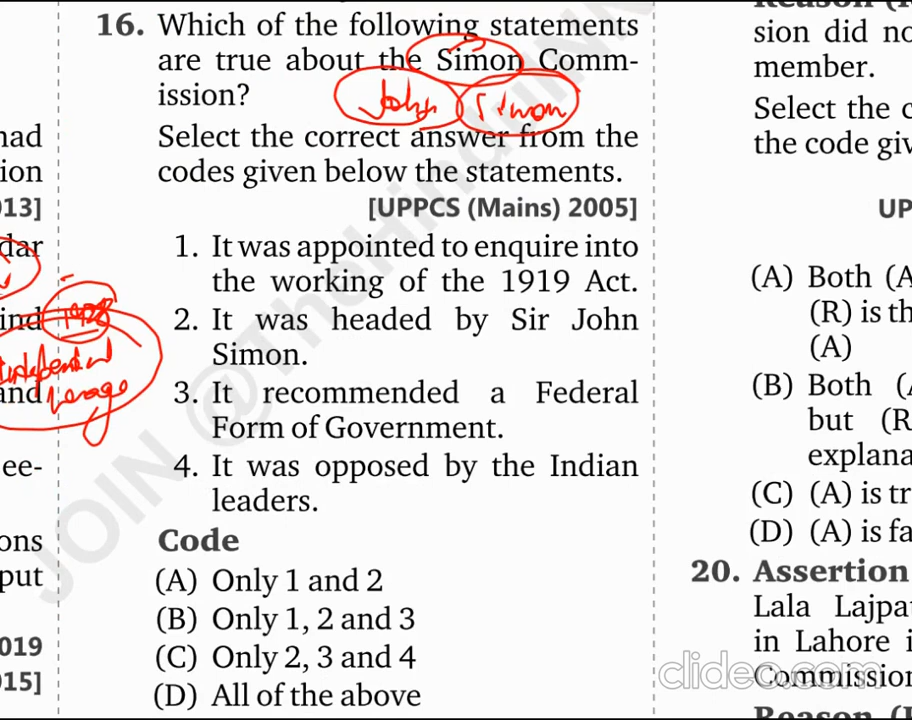 16. Which of the following statements
are true about the Simon Comm-
ission?
John Simon
Select the correct answer from the
codes given below the statements.
[UPPCS (Mains) 2005]
1. It was appointed to enquire into
the working of the 1919 Act.
2. It was headed by Sir John
Simon.
3. It recommended a Federal
Form of Government.
4. It was opposed by the Indian
leaders.
Code
(A) Only 1 and 2
(B) Only 1, 2 and 3
(C) Only 2, 3 and 4
(D) All of the above
nad
ion
013]
dar
ind
and
ee-
ons
put
019
015]
sion did no
member.
Select the c
the code giv
UP
(A) Both (A
(R) is th
(A)
(B) Both (
but (R
explana
(C) (A) is tr
(D) (A) is fa
20. Assertion
Lala Lajpa
in Lahore i
Commission
JOIN @TheHindu
clideo.com